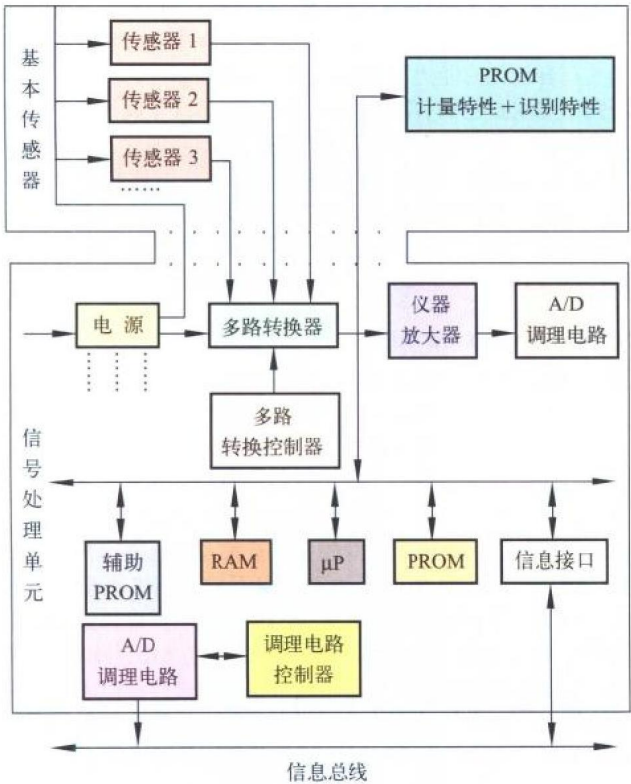 基本传感器
传感器 1
传感器 2
传感器 3
……
PROM
计量特性＋识别特性
电 源
多路转换器
仪器
放大器
A/D
调理电路
多路
转换控制器
信号处理单元
辅助
PROM
RAM
μP
PROM
信息接口
A/D
调理电路
调理电路
控制器
信息总线